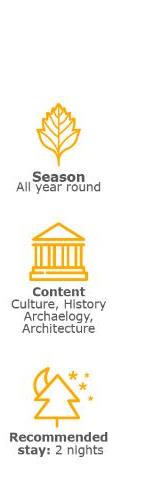 Season
All year round
Content
Culture, History
Archaelogy,
Architecture
Recommended
stay: 2 nights